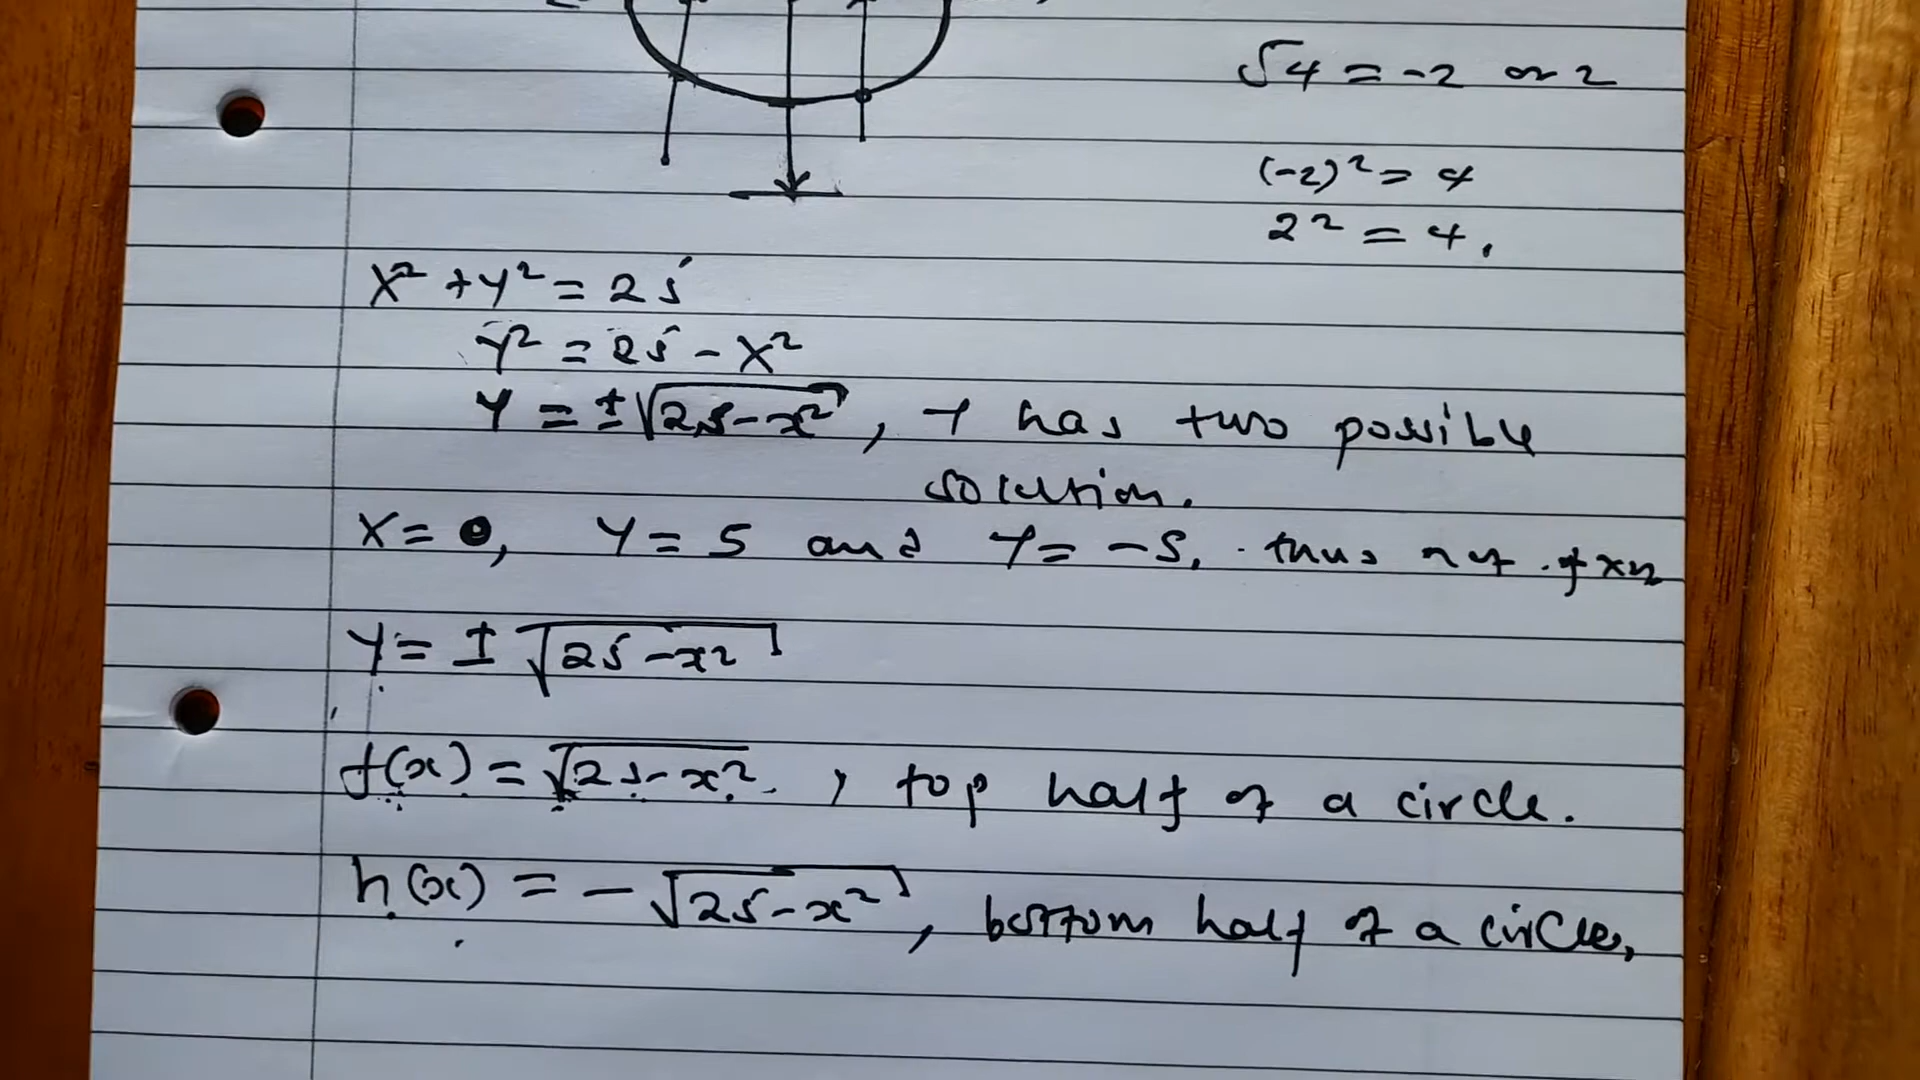 √4 = -2 or 2
(-2)² = 4
2² = 4.
x² + y² = 25
y² = 25 - x²
y = ±√25-x², y has two possible
solution.
x = 0, y = 5 and y = -5. thus not
y = ± √25-x²
f(x) = √25-x², top half of a circle.
h(x) = -√25-x², bottom half of a circle,